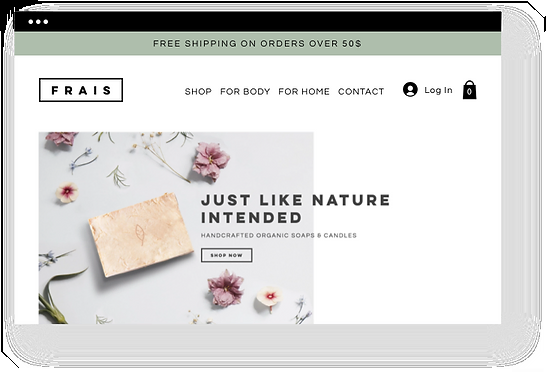 FREE SHIPPING ON ORDERS OVER 50$
FRAIS
SHOP FOR BODY FOR HOME CONTACT Log In 0
JUST LIKE NATURE
INTENDED
HANDCRAFTED ORGANIC SOAPS & CANDLES
SHOP NOW